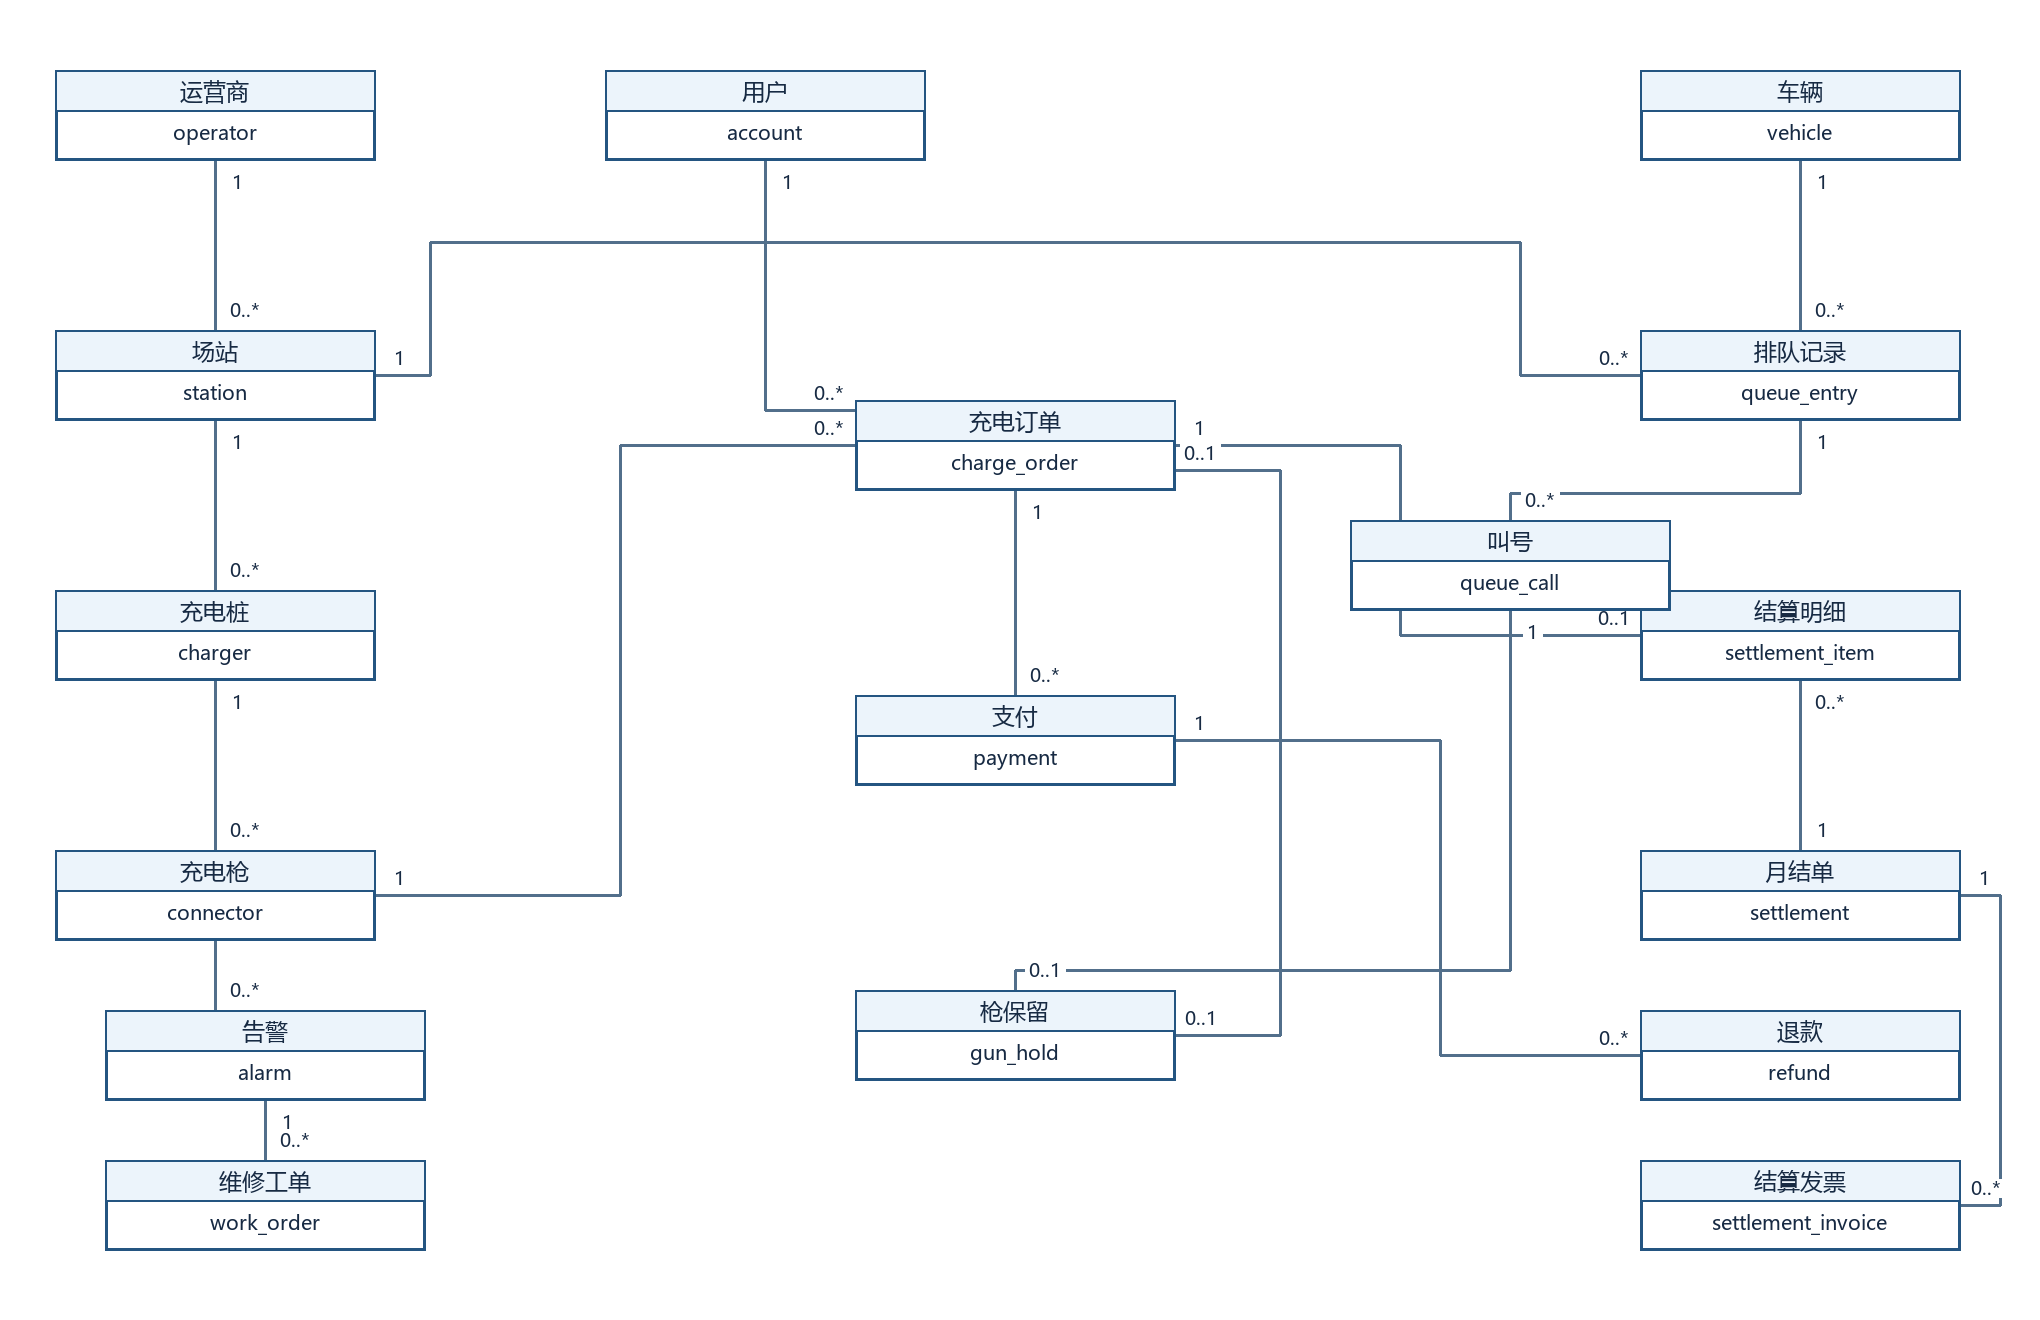 运营商
operator
用户
account
车辆
vehicle
1
1
1
0..*
0..*
场站
station
1
0..*
排队记录
queue_entry
0..*
充电订单
charge_order
0..*
1
0..1
1
1
1
0..*
叫号
queue_call
0..*
充电桩
charger
结算明细
settlement_item
0..1
1
0..*
支付
payment
1
1
0..*
0..*
1
充电枪
connector
1
月结单
settlement
1
0..*
0..1
枪保留
gun_hold
0..1
告警
alarm
0..*
退款
refund
1
0..*
维修工单
work_order
结算发票
settlement_invoice
0..*